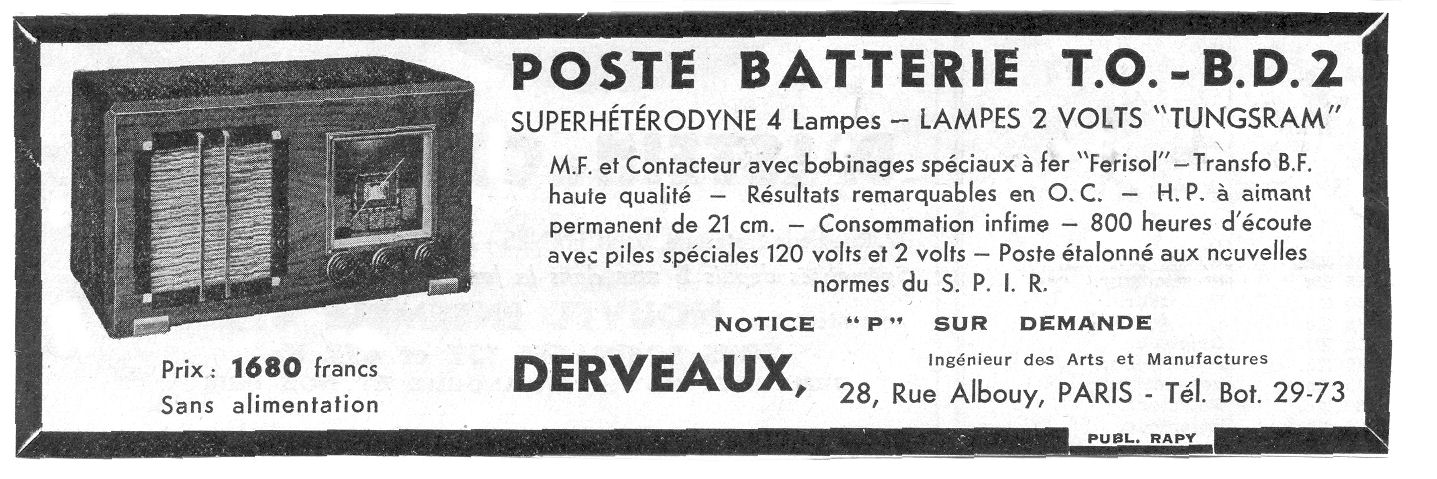 POSTE BATTERIE T.O. - B.D. 2
SUPERHÉTÉRODYNE 4 Lampes — LAMPES 2 VOLTS "TUNGSRAM"
M.F. et Contacteur avec bobinages spéciaux à fer "Ferisol" — Transfo B.F.
haute qualité — Résultats remarquables en O.C. — H.P. à aimant
permanent de 21 cm. — Consommation infime — 800 heures d'écoute
avec piles spéciales 120 volts et 2 volts — Poste étalonné aux nouvelles
normes du S. P. I. R.
NOTICE "P" SUR DEMANDE
Prix : 1680 francs
Sans alimentation
DERVEAUX,
Ingénieur des Arts et Manufactures
28, Rue Albouy, PARIS - Tél. Bot. 29-73
PUBL. RAPY